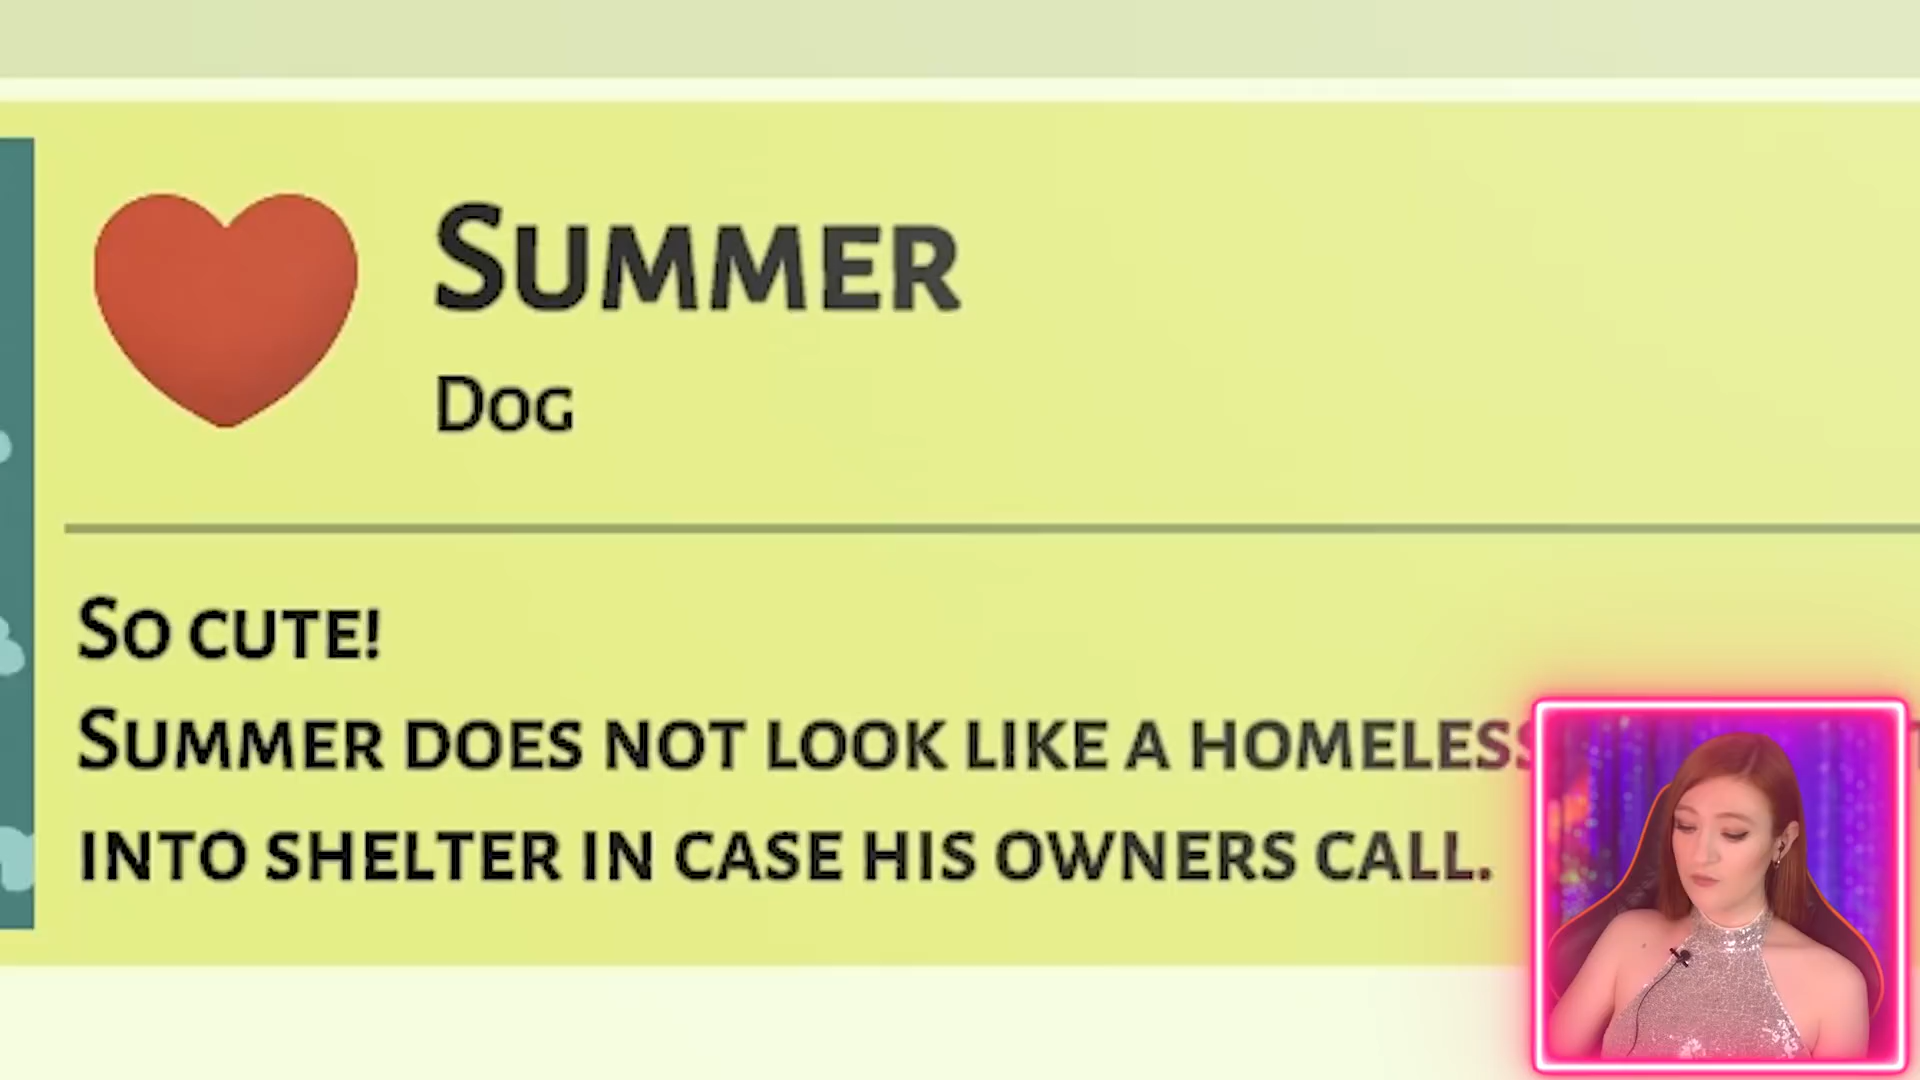 Summer
Dog
So cute!
Summer does not look like a homeless
into shelter in case his owners call.